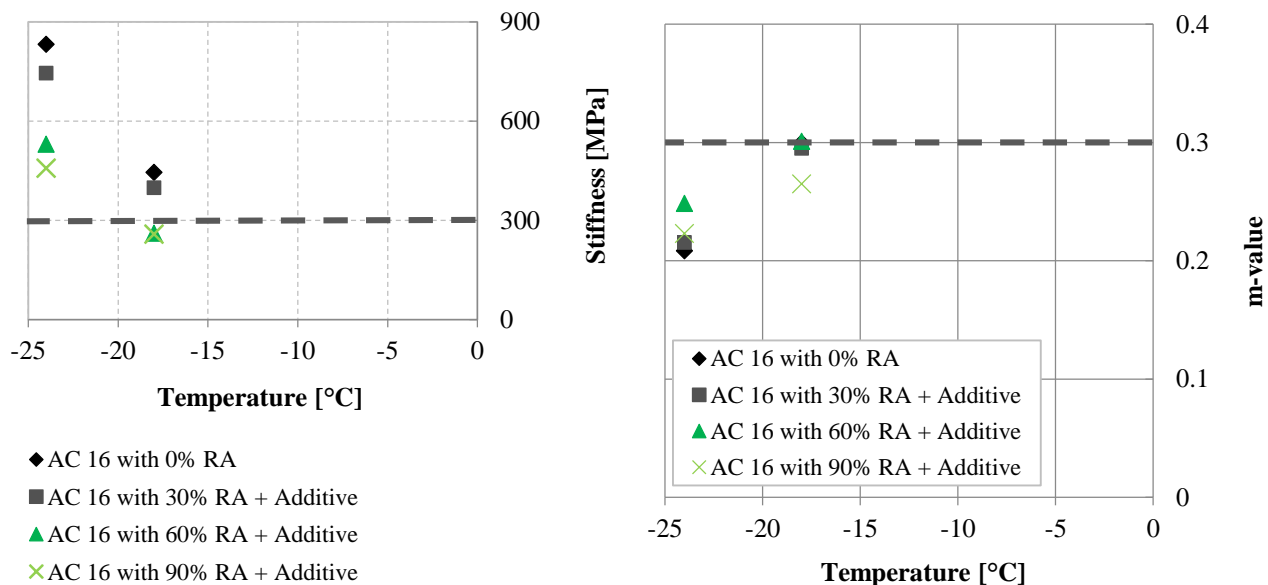 900
600
300
0
Stiffness [MPa]
-25 -20 -15 -10 -5 0
Temperature [°C]
AC 16 with 0% RA
AC 16 with 30% RA + Additive
AC 16 with 60% RA + Additive
AC 16 with 90% RA + Additive
0.4
0.3
0.2
0.1
0
m-value
AC 16 with 0% RA
AC 16 with 30% RA + Additive
AC 16 with 60% RA + Additive
AC 16 with 90% RA + Additive
-25 -20 -15 -10 -5 0
Temperature [°C]